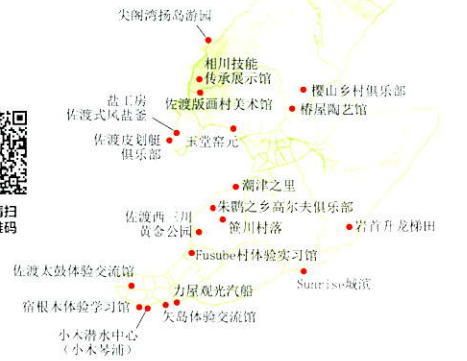 尖阁湾扬岛游园
相川技能
传承展示馆
佐渡版画村美术馆
樱山乡村俱乐部
椿屋陶艺馆
盐工房
佐渡式风盐釜
佐渡皮划艇
俱乐部
玉堂窑元
潮津之里
朱鹮之乡高尔夫俱乐部
笹川村落
佐渡西三川
黄金公园
岩首升龙梯田
Fusube村体验实习馆
Sunrise城滨
佐渡太鼓体验交流馆
力屋观光汽船
宿根木体验学习馆
矢岛体验交流馆
小木潜水中心
（小木琴浦）
扫
码